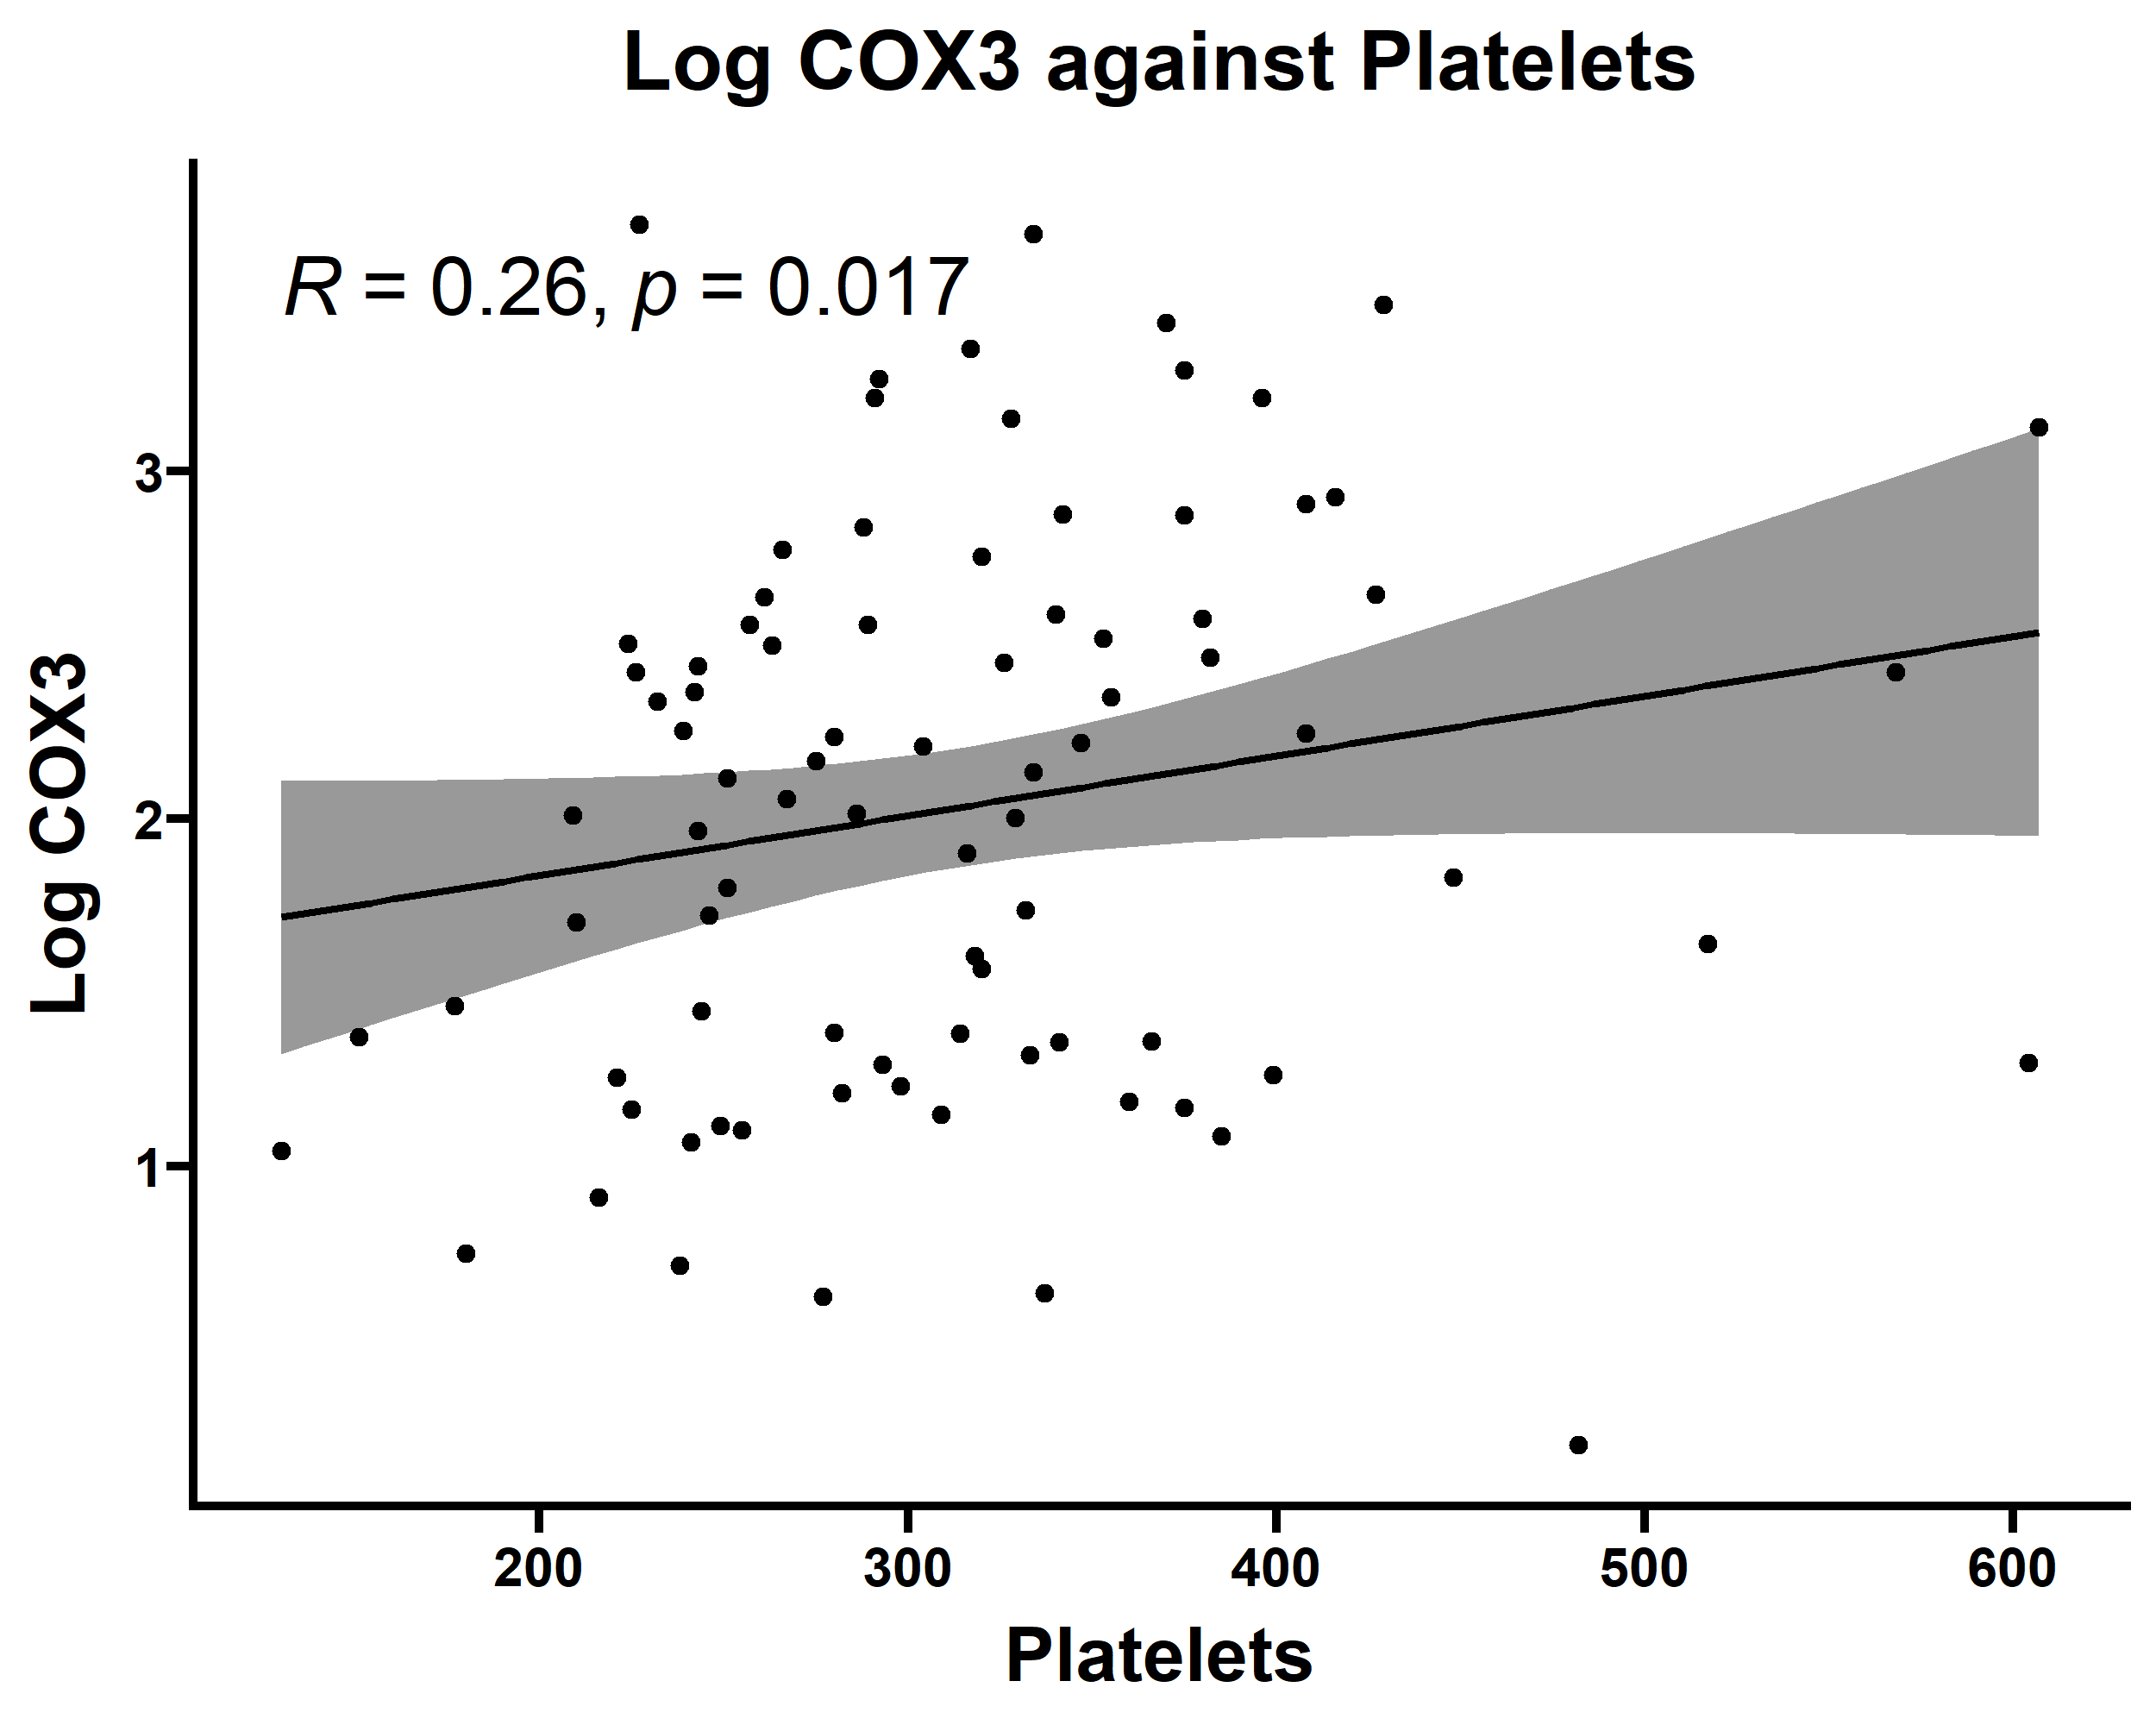 Log COX3 against Platelets
R = 0.26, p = 0.017
Log COX3
3
2
1
200 300 400 500 600
Platelets